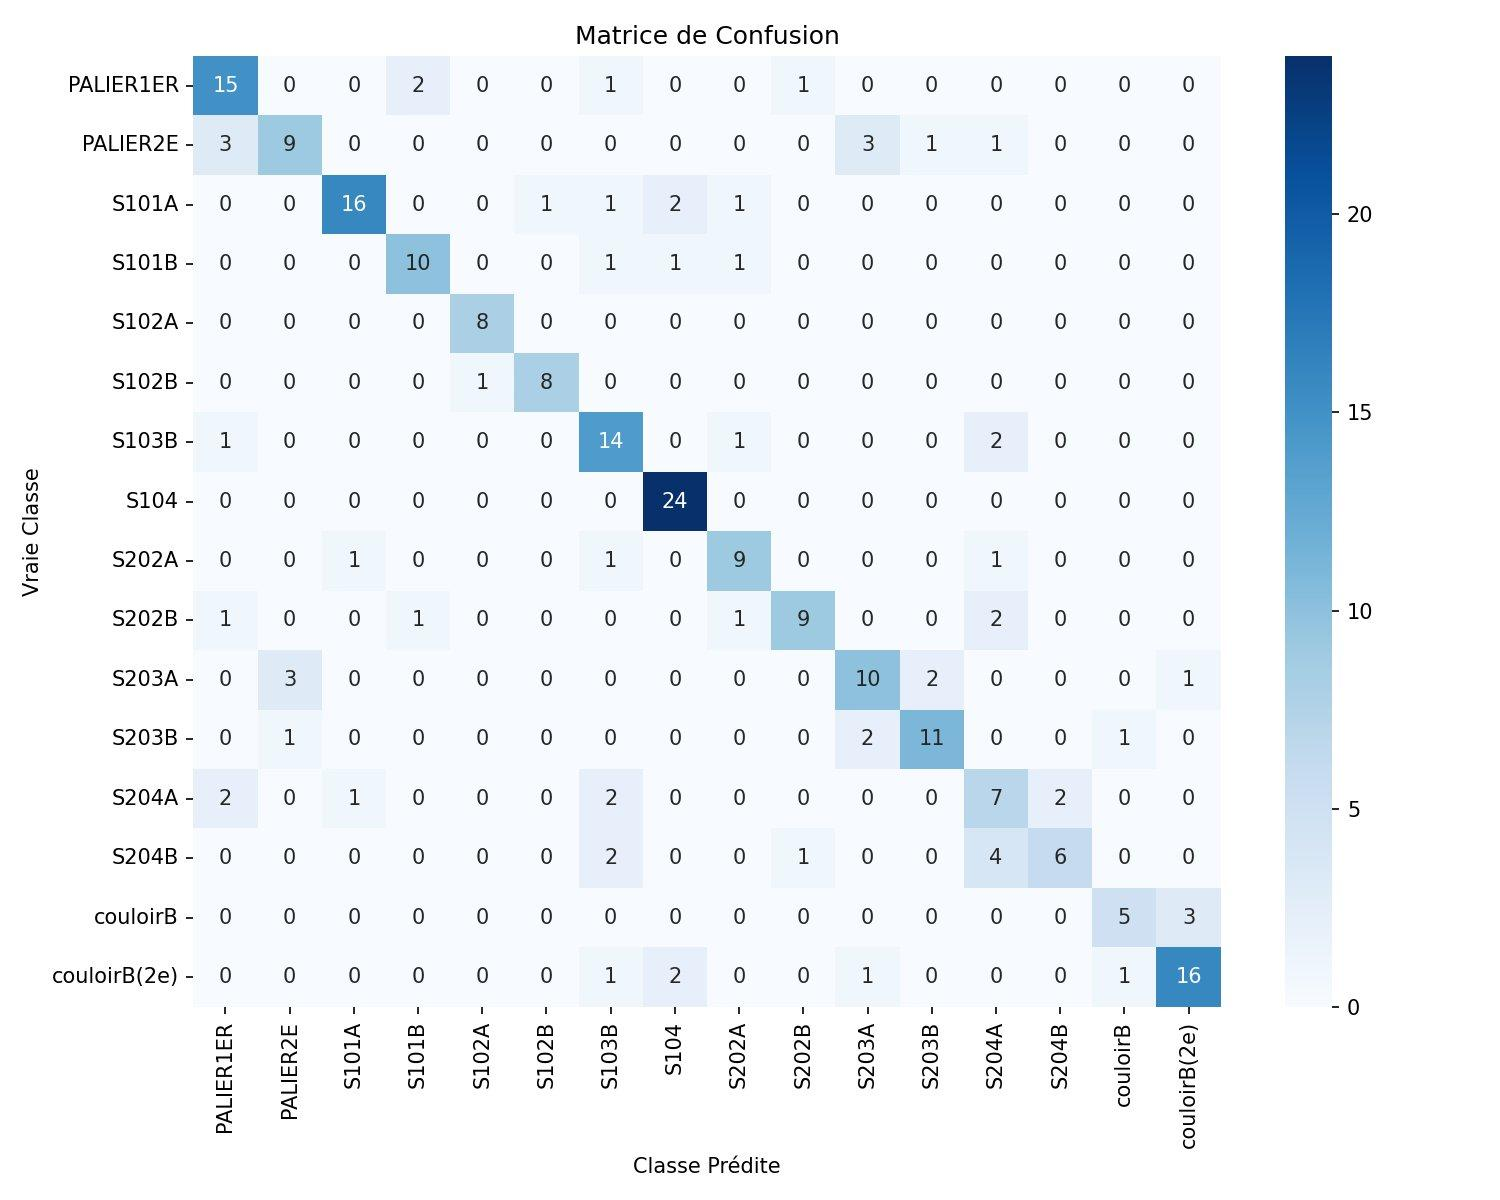 Matrice de Confusion
PALIER1ER 15 0 0 2 0 0 1 0 0 1 0 0 0 0 0 0
PALIER2E 3 9 0 0 0 0 0 0 0 0 3 1 1 0 0 0
S101A 0 0 16 0 0 1 1 2 1 0 0 0 0 0 0 0
S101B 0 0 0 10 0 0 1 1 1 0 0 0 0 0 0 0
S102A 0 0 0 0 8 0 0 0 0 0 0 0 0 0 0 0
S102B 0 0 0 0 1 8 0 0 0 0 0 0 0 0 0 0
S103B 1 0 0 0 0 0 14 0 1 0 0 0 2 0 0 0
S104 0 0 0 0 0 0 0 24 0 0 0 0 0 0 0 0
S202A 0 0 1 0 0 0 1 0 9 0 0 0 1 0 0 0
S202B 1 0 0 1 0 0 0 0 1 9 0 0 2 0 0 0
S203A 0 3 0 0 0 0 0 0 0 0 10 2 0 0 0 1
S203B 0 1 0 0 0 0 0 0 0 0 2 11 0 0 1 0
S204A 2 0 1 0 0 0 2 0 0 0 0 0 7 2 0 0
S204B 0 0 0 0 0 0 2 0 0 1 0 0 4 6 0 0
couloirB 0 0 0 0 0 0 0 0 0 0 0 0 0 0 5 3
couloirB(2e) 0 0 0 0 0 0 1 2 0 0 1 0 0 0 1 16
Vraie Classe
PALIER1ER PALIER2E S101A S101B S102A S102B S103B S104 S202A S202B S203A S203B S204A S204B couloirB couloirB(2e)
Classe Prédite
20
15
10
5
0